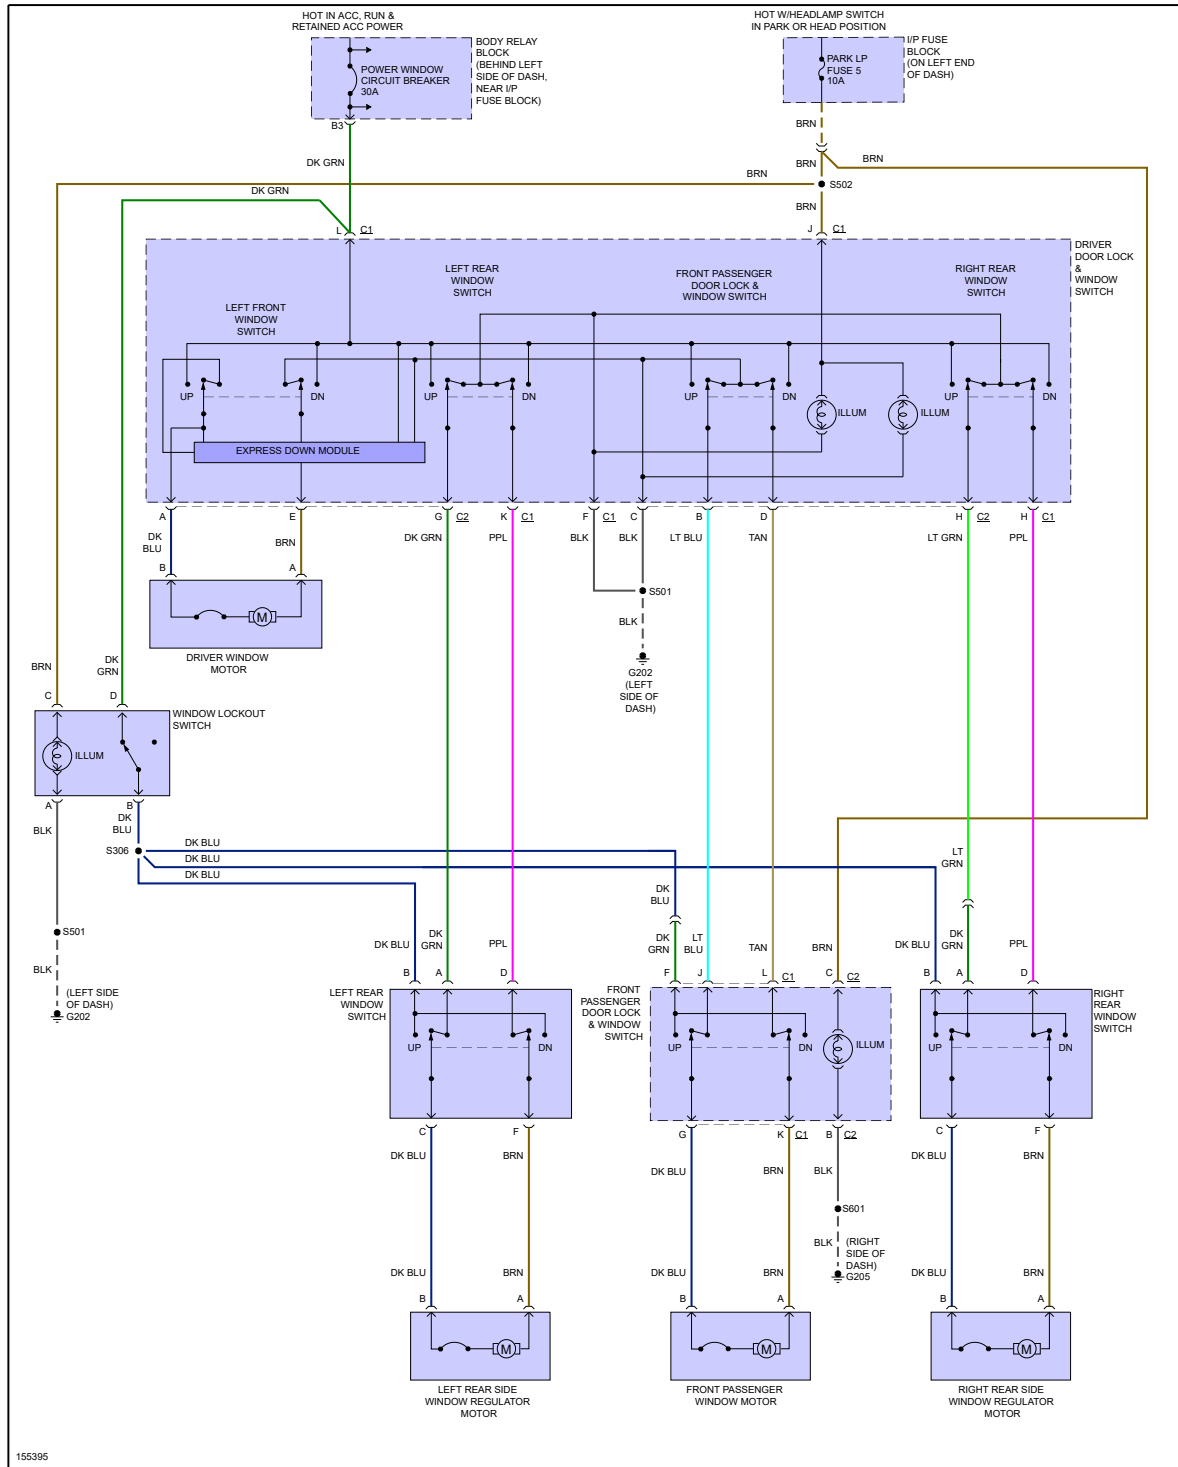 HOT IN ACC, RUN &
RETAINED ACC POWER
HOT W/HEADLAMP SWITCH
IN PARK OR HEAD POSITION
BODY RELAY
BLOCK
(BEHIND LEFT
SIDE OF DASH,
NEAR I/P
FUSE BLOCK)
POWER WINDOW
CIRCUIT BREAKER
30A
PARK LP
FUSE 5
10A
I/P FUSE
BLOCK
(ON LEFT END
OF DASH)
B3
BRN
DK GRN
BRN
BRN
BRN
S502
DK GRN
BRN
L C1
J C1
DRIVER
DOOR LOCK
&
WINDOW
SWITCH
LEFT FRONT
WINDOW
SWITCH
LEFT REAR
WINDOW
SWITCH
FRONT PASSENGER
DOOR LOCK &
WINDOW SWITCH
RIGHT REAR
WINDOW
SWITCH
UP DN UP DN UP DN UP DN
ILLUM ILLUM
EXPRESS DOWN MODULE
A E G C2 K C1 F C1 C B D H C2 H C1
DK
BLU
BRN
DK GRN
PPL
BLK
BLK
LT BLU
TAN
LT GRN
PPL
B A
M
DRIVER WINDOW
MOTOR
S501
BLK
G202
(LEFT
SIDE OF
DASH)
BRN
DK
GRN
C D
WINDOW LOCKOUT
SWITCH
ILLUM
A B
BLK
DK
BLU
S306
DK BLU
DK BLU
DK BLU
S501
BLK
(LEFT SIDE
OF DASH)
G202
DK
BLU
LT
GRN
DK BLU
DK
GRN
PPL
DK
GRN
LT
BLU
TAN
BRN
DK BLU
DK
GRN
PPL
B A D F J L C1 C C2 B A D
LEFT REAR
WINDOW
SWITCH
FRONT
PASSENGER
DOOR LOCK
& WINDOW
SWITCH
RIGHT
REAR
WINDOW
SWITCH
UP DN UP DN ILLUM UP DN
C F G K C1 B C2 C F
DK BLU BRN DK BLU BRN BLK DK BLU BRN
S601
BLK
(RIGHT
SIDE OF
DASH)
G205
DK BLU BRN DK BLU BRN DK BLU BRN
B A B A B A
M M M
LEFT REAR SIDE
WINDOW REGULATOR
MOTOR
FRONT PASSENGER
WINDOW MOTOR
RIGHT REAR SIDE
WINDOW REGULATOR
MOTOR
155395